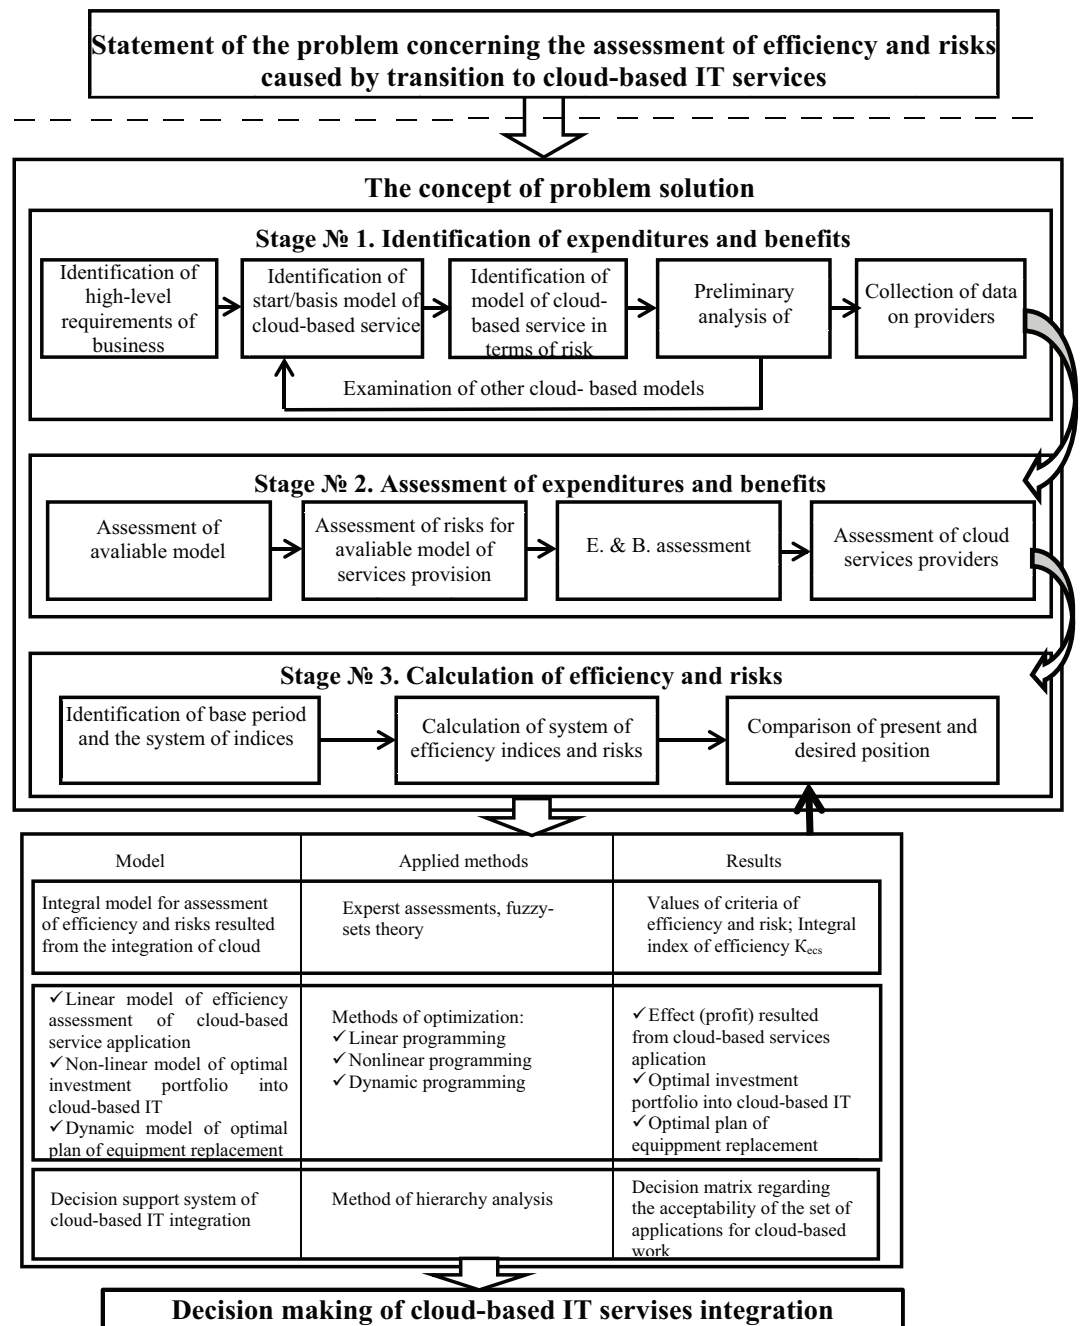 Statement of the problem concerning the assessment of efficiency and risks
caused by transition to cloud-based IT services
The concept of problem solution
Stage № 1. Identification of expenditures and benefits
Identification of
high-level
requirements of
business
Identification of
start/basis model of
cloud-based service
Identification of
model of cloud-
based service in
terms of risk
Preliminary
analysis of
Collection of data
on providers
Examination of other cloud- based models
Stage № 2. Assessment of expenditures and benefits
Assessment of
avaliable model
Assessment of risks for
avaliable model of
services provision
E. & B. assessment
Assessment of cloud
services providers
Stage № 3. Calculation of efficiency and risks
Identification of base period
and the system of indices
Calculation of system of
efficiency indices and risks
Comparison of present and
desired position
Model
Applied methods
Results
Integral model for assessment
of efficiency and risks resulted
from the integration of cloud
Experst assessments, fuzzy-
sets theory
Values of criteria of
efficiency and risk; Integral
index of efficiency Kecs
✓Linear model of efficiency
assessment of cloud-based
service application
✓Non-linear model of optimal
investment portfolio into
cloud-based IT
✓Dynamic model of optimal
plan of equipment replacement
Methods of optimization:
✓Linear programming
✓Nonlinear programming
✓Dynamic programming
✓Effect (profit) resulted
from cloud-based services
aplication
✓Optimal investment
portfolio into cloud-based IT
✓Optimal plan of
equippment replacement
Decision support system of
cloud-based IT integration
Method of hierarchy analysis
Decision matrix regarding
the acceptability of the set of
applications for cloud-based
work
Decision making of cloud-based IT servises integration